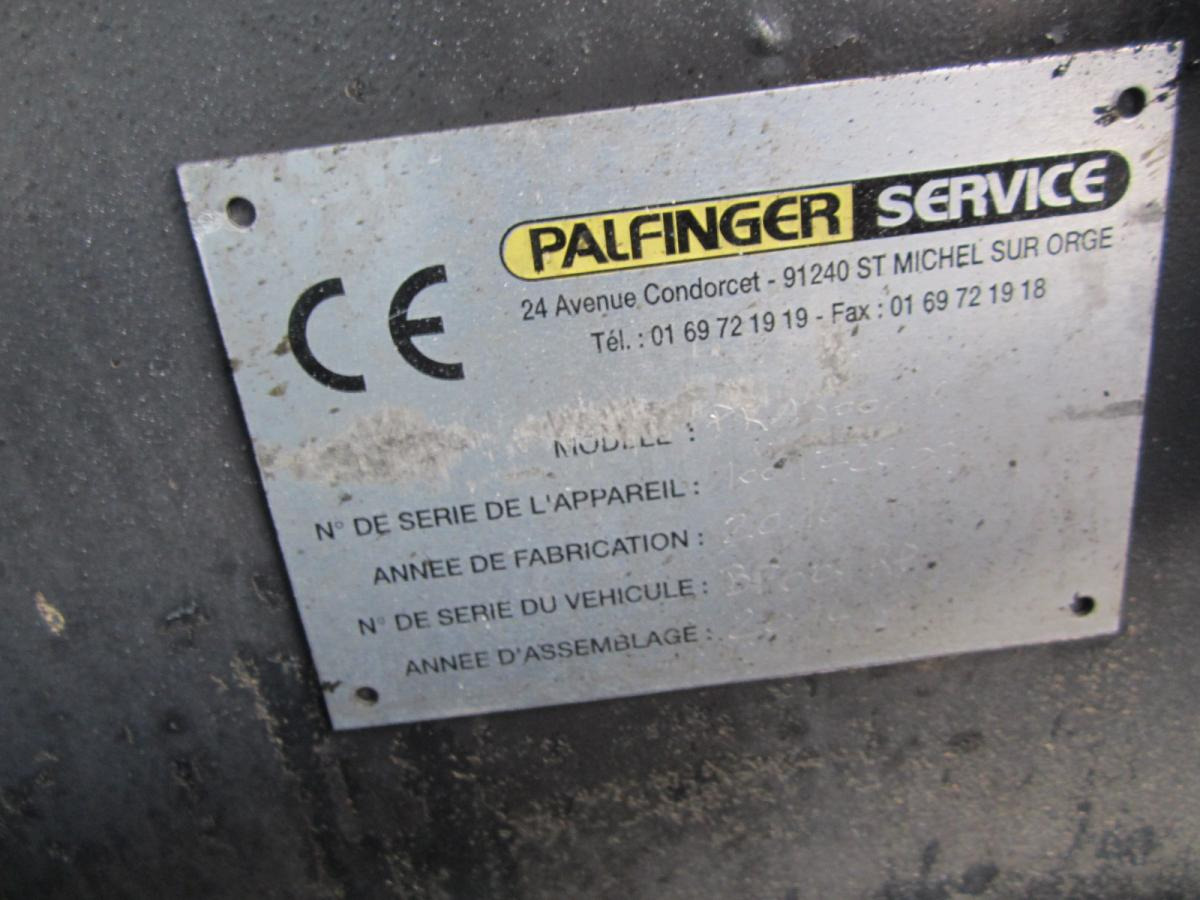 CE
PALFINGER SERVICE
24 Avenue Condorcet - 91240 ST MICHEL SUR ORGE
Tél. : 01 69 72 19 19 - Fax : 01 69 72 19 18
MODELE :
N° DE SERIE DE L'APPAREIL :
ANNEE DE FABRICATION :
N° DE SERIE DU VEHICULE :
ANNEE D'ASSEMBLAGE :